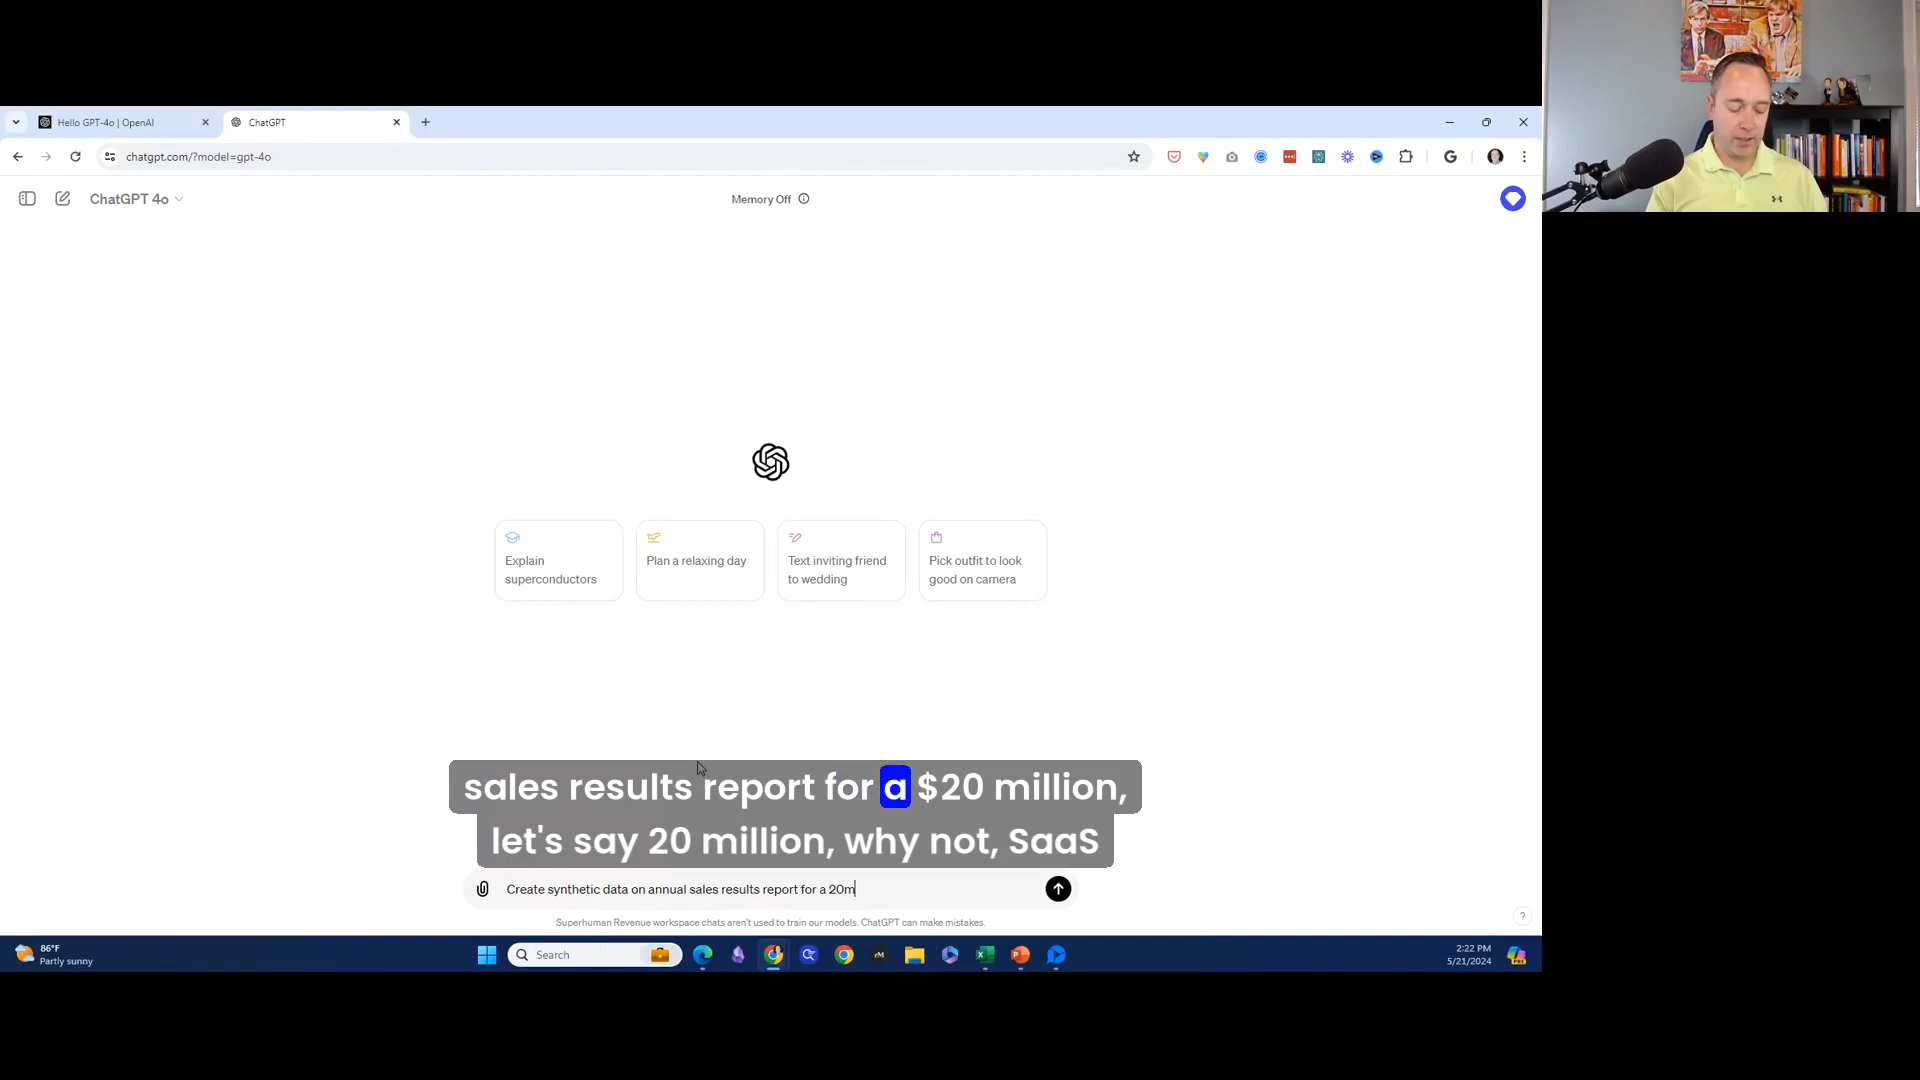 Hello GPT-4o | OpenAI
ChatGPT
chatgpt.com/?model=gpt-4o
ChatGPT 4o
Memory Off
Explain
superconductors
Plan a relaxing day
Text inviting friend
to wedding
Pick outfit to look
good on camera
sales results report for a $20 million,
let's say 20 million, why not, SaaS
Create synthetic data on annual sales results report for a 20m
Superhuman Revenue workspace chats aren't used to train our models. ChatGPT can make mistakes.
?
86°F
Partly sunny
Search
2:22 PM
5/21/2024